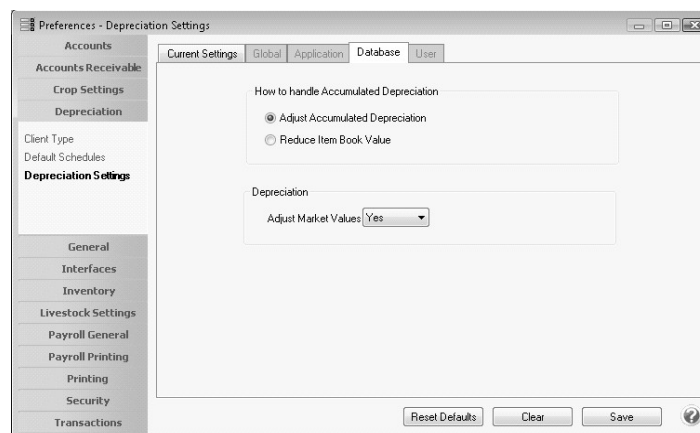 Preferences - Depreciation Settings
Accounts
Accounts Receivable
Crop Settings
Depreciation
Client Type
Default Schedules
Depreciation Settings
General
Interfaces
Inventory
Livestock Settings
Payroll General
Payroll Printing
Printing
Security
Transactions
Current Settings Global Application Database User
How to handle Accumulated Depreciation
Adjust Accumulated Depreciation
Reduce Item Book Value
Depreciation
Adjust Market Values Yes
Reset Defaults Clear Save ?